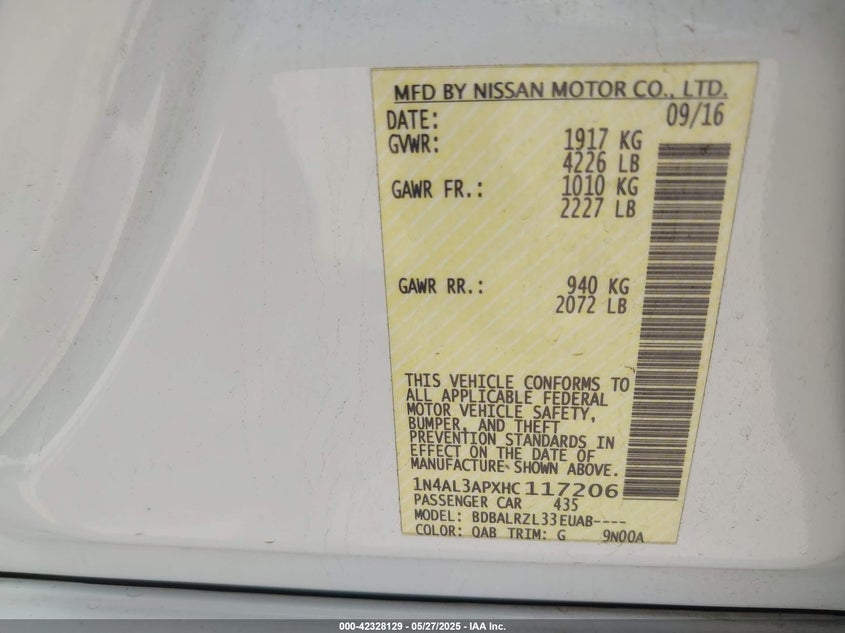 MFD BY NISSAN MOTOR CO., LTD.
DATE: 09/16
GVWR: 1917 KG
4226 LB
GAWR FR.: 1010 KG
2227 LB
GAWR RR.: 940 KG
2072 LB
THIS VEHICLE CONFORMS TO
ALL APPLICABLE FEDERAL
MOTOR VEHICLE SAFETY,
BUMPER, AND THEFT
PREVENTION STANDARDS IN
EFFECT ON THE DATE OF
MANUFACTURE SHOWN ABOVE.
1N4AL3APXHC117206
PASSENGER CAR 435
MODEL: BDBALRZL33EUAB----
COLOR: QAB TRIM: G 9N00A
000-42328129 - 05/27/2025 - IAA Inc.